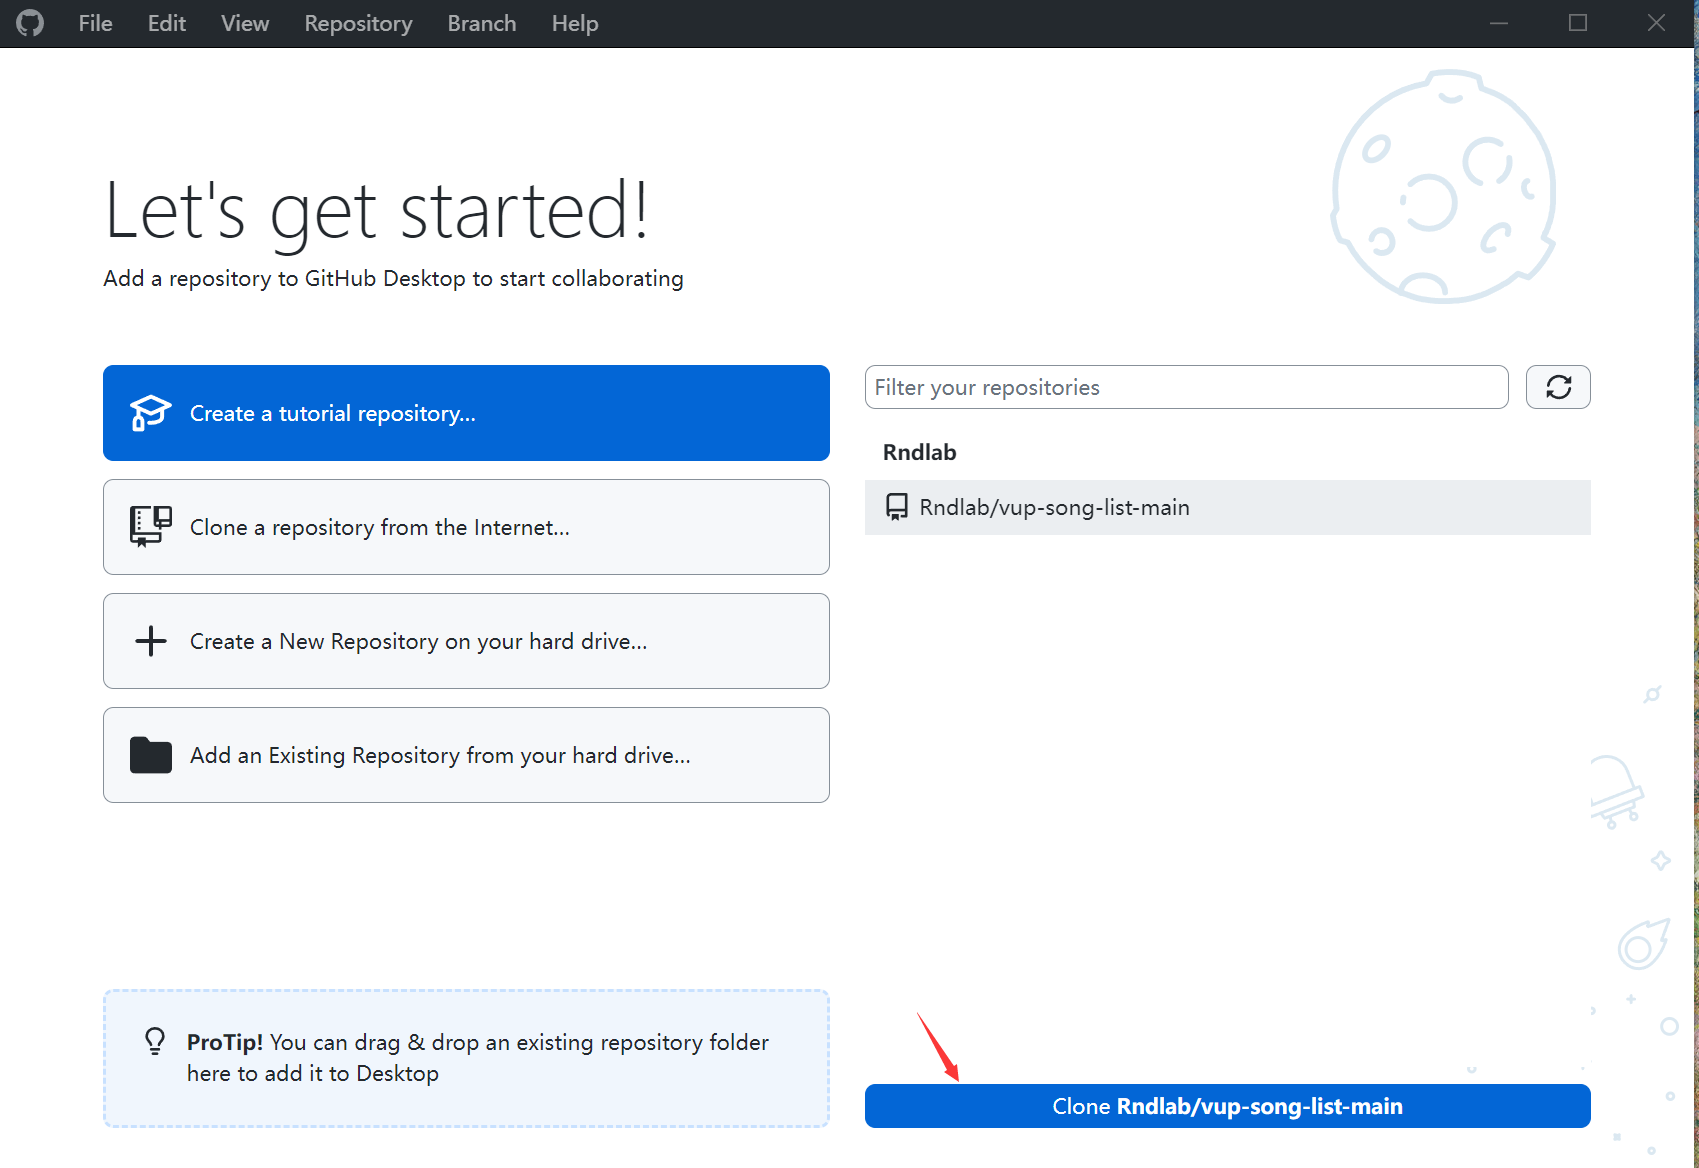 File Edit View Repository Branch Help
Let's get started!
Add a repository to GitHub Desktop to start collaborating
Create a tutorial repository...
Clone a repository from the Internet...
Create a New Repository on your hard drive...
Add an Existing Repository from your hard drive...
ProTip! You can drag & drop an existing repository folder
here to add it to Desktop
Filter your repositories
Rndlab
Rndlab/vup-song-list-main
Clone Rndlab/vup-song-list-main